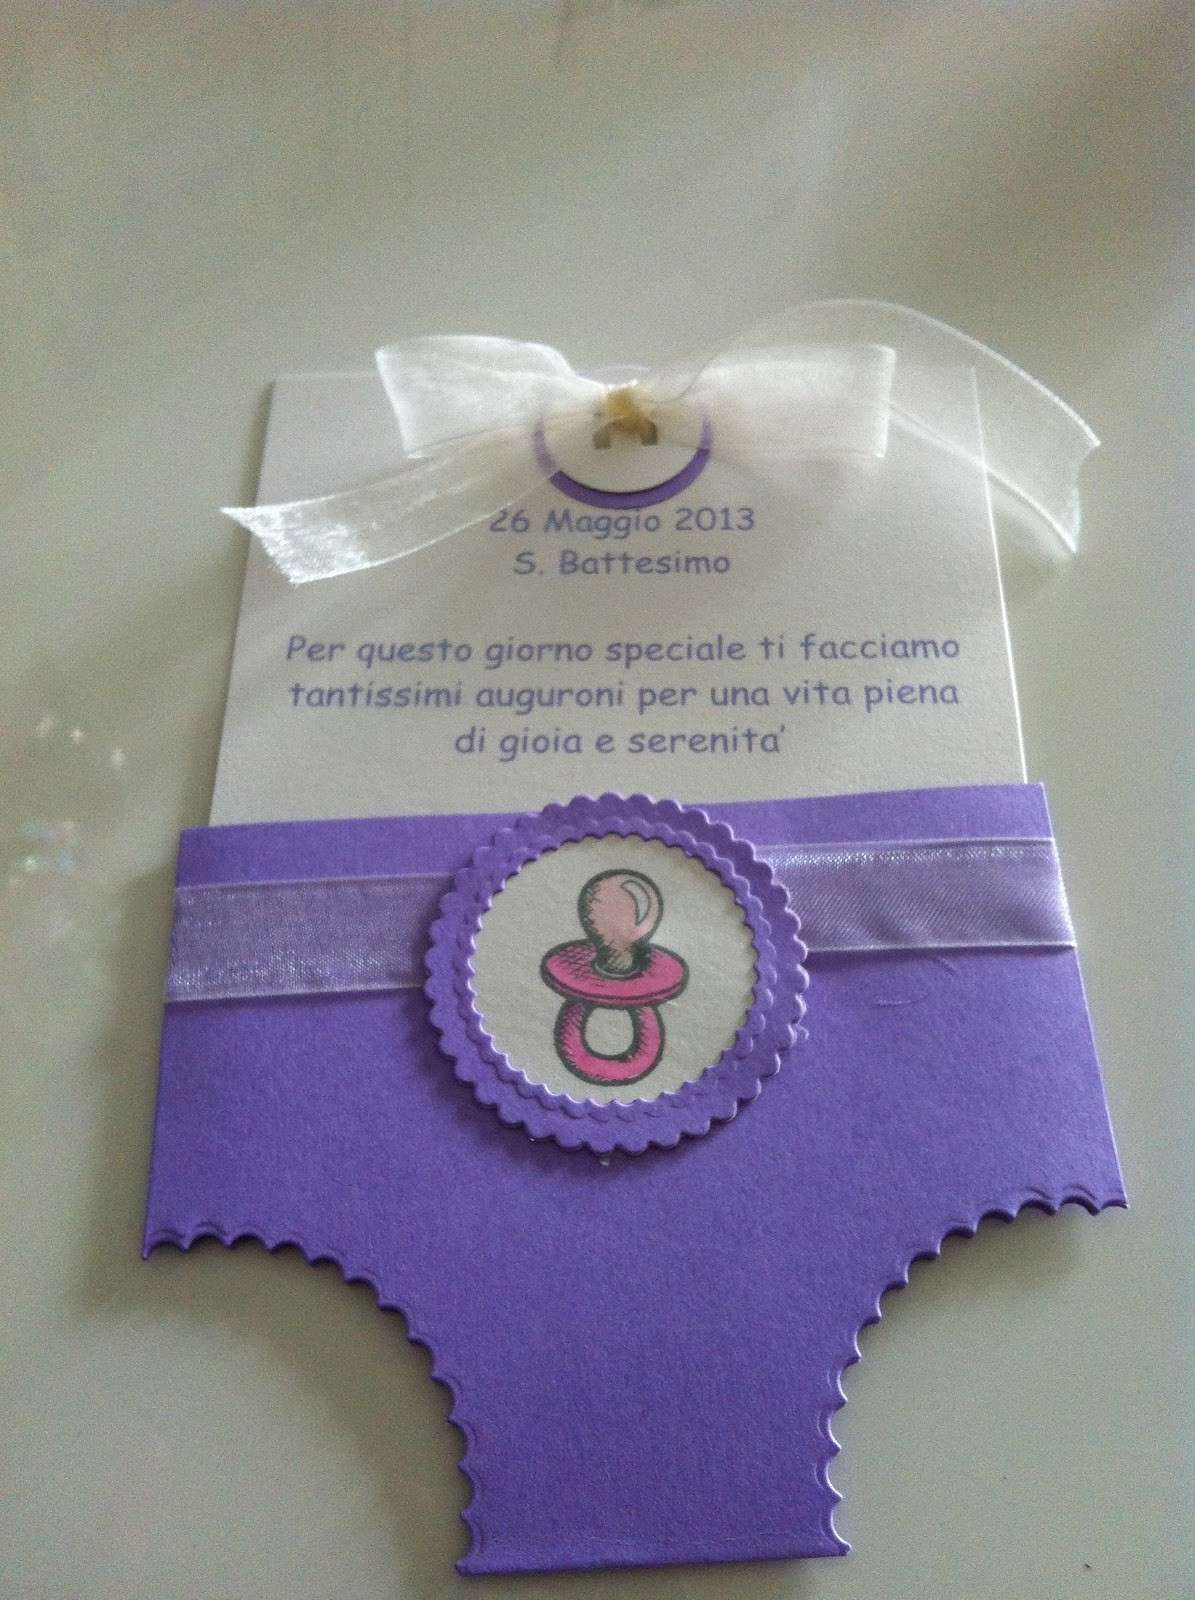 26 Maggio 2013
S. Battesimo
Per questo giorno speciale ti facciamo
tantissimi auguroni per una vita piena
di gioia e serenita'